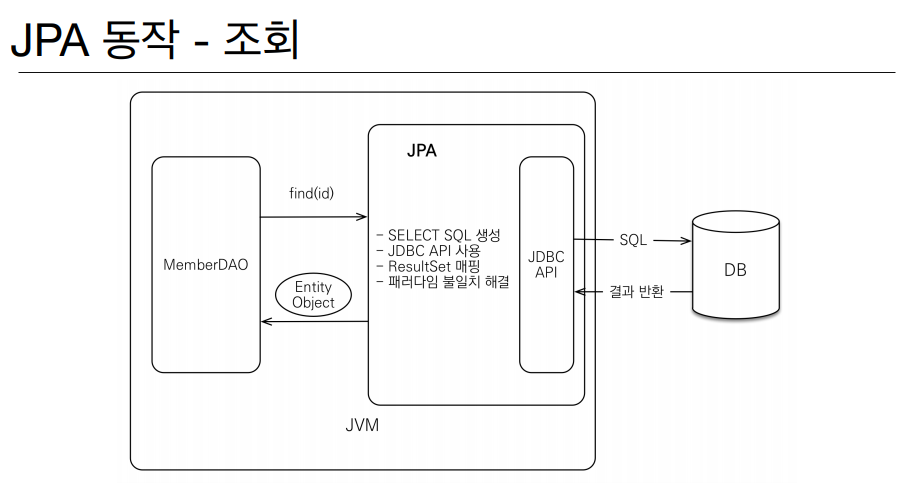 JPA 동작 - 조회
JPA
find(id)
- SELECT SQL 생성
- JDBC API 사용
- ResultSet 매핑
- 패러다임 불일치 해결
MemberDAO
Entity
Object
JDBC
API
SQL
결과 반환
DB
JVM